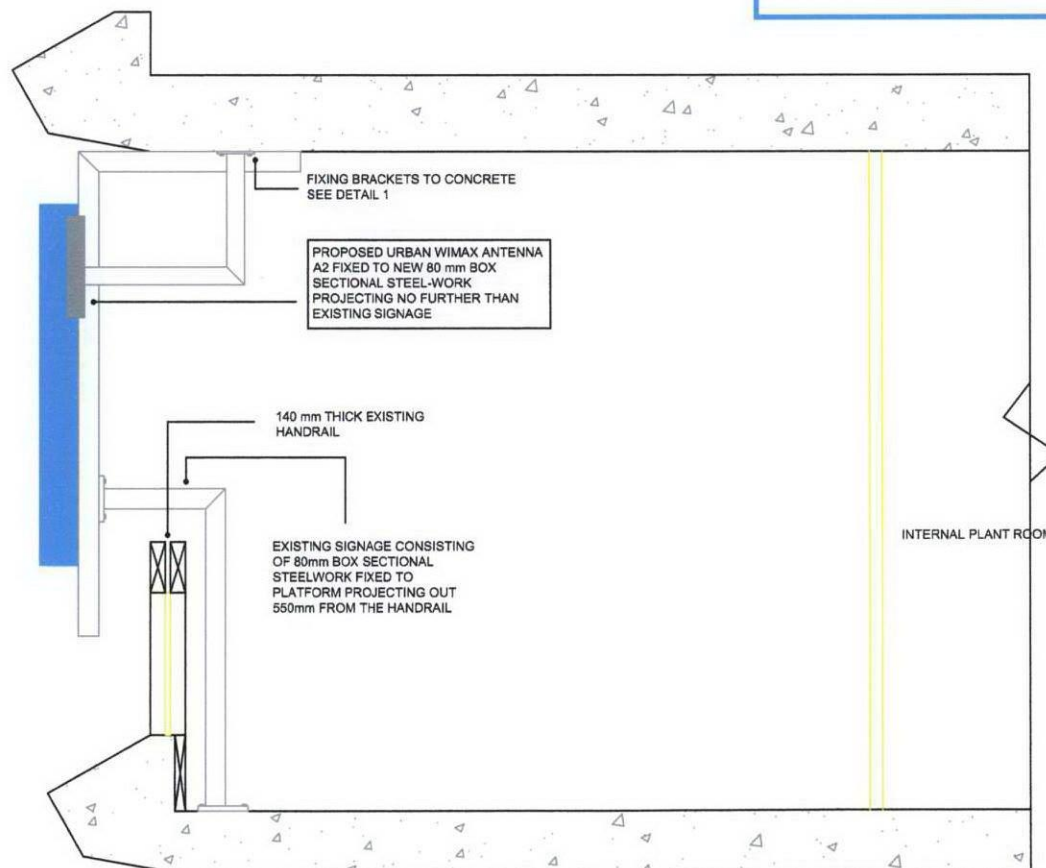 FIXING BRACKETS TO CONCRETE
SEE DETAIL 1
PROPOSED URBAN WIMAX ANTENNA
A2 FIXED TO NEW 80 mm BOX
SECTIONAL STEEL-WORK
PROJECTING NO FURTHER THAN
EXISTING SIGNAGE
140 mm THICK EXISTING
HANDRAIL
EXISTING SIGNAGE CONSISTING
OF 80mm BOX SECTIONAL
STEELWORK FIXED TO
PLATFORM PROJECTING OUT
550mm FROM THE HANDRAIL
INTERNAL PLANT ROOM